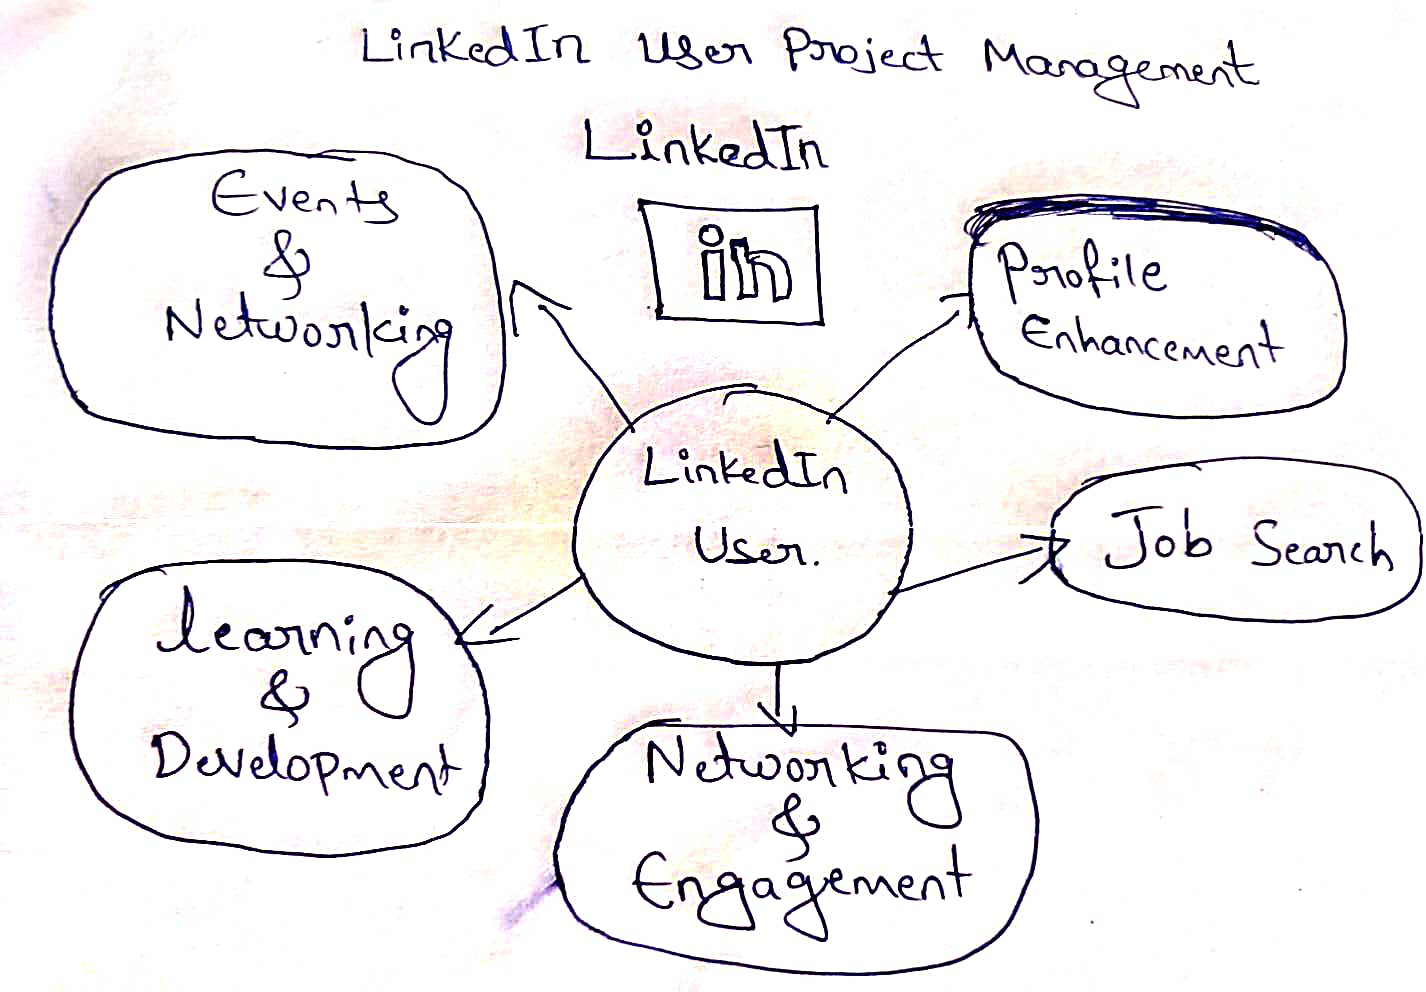 LinkedIn User Project Management
LinkedIn
in
Events
&
Networking
Profile
Enhancement
LinkedIn
User.
Job Search
Learning
&
Development
Networking
&
Engagement